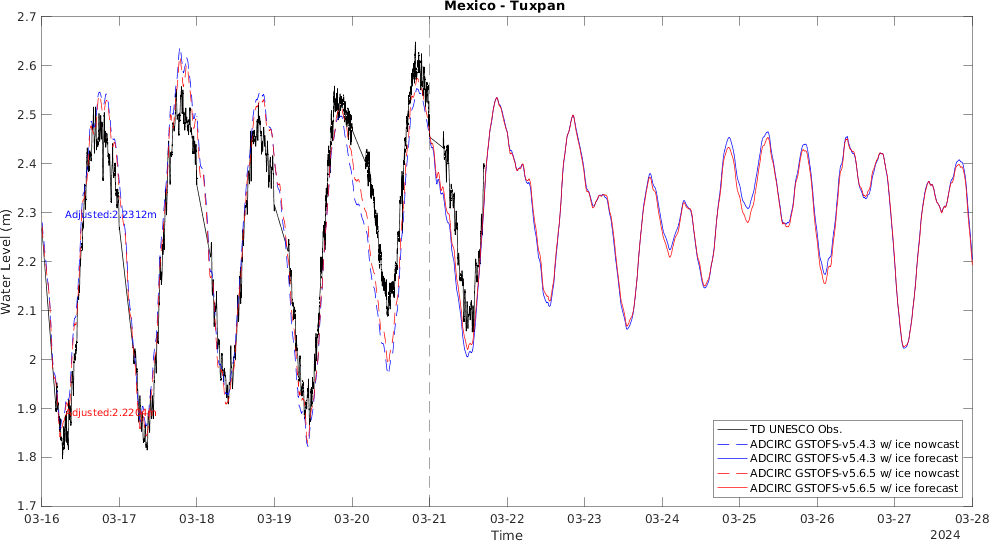 Mexico - Tuxpan
2.7
2.6
2.5
2.4
2.3
2.2
2.1
2
1.9
1.8
1.7
Water Level (m)
Adjusted:2.2312m
TD UNESCO Obs.
ADCIRC GSTOFS-v5.4.3 w/ ice nowcast
ADCIRC GSTOFS-v5.4.3 w/ ice forecast
ADCIRC GSTOFS-v5.6.5 w/ ice nowcast
ADCIRC GSTOFS-v5.6.5 w/ ice forecast
03-16 03-17 03-18 03-19 03-20 03-21 03-22 03-23 03-24 03-25 03-26 03-27 03-28
Time
2024